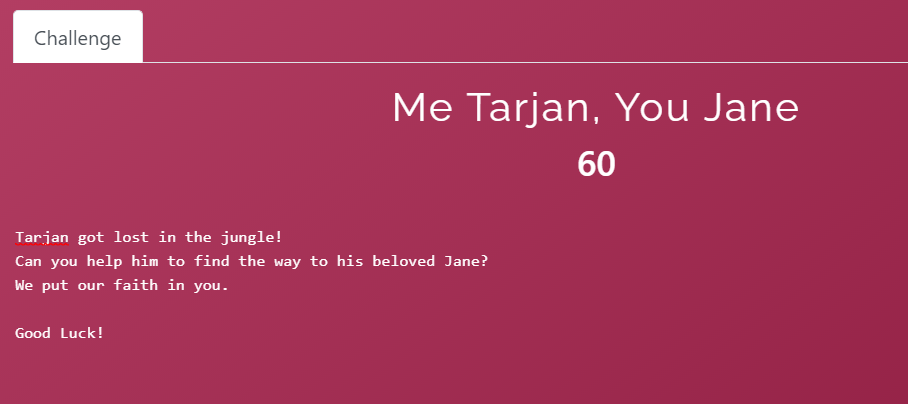 Challenge
Me Tarjan, You Jane
60
Tarjan got lost in the jungle!
Can you help him to find the way to his beloved Jane?
We put our faith in you.
Good Luck!